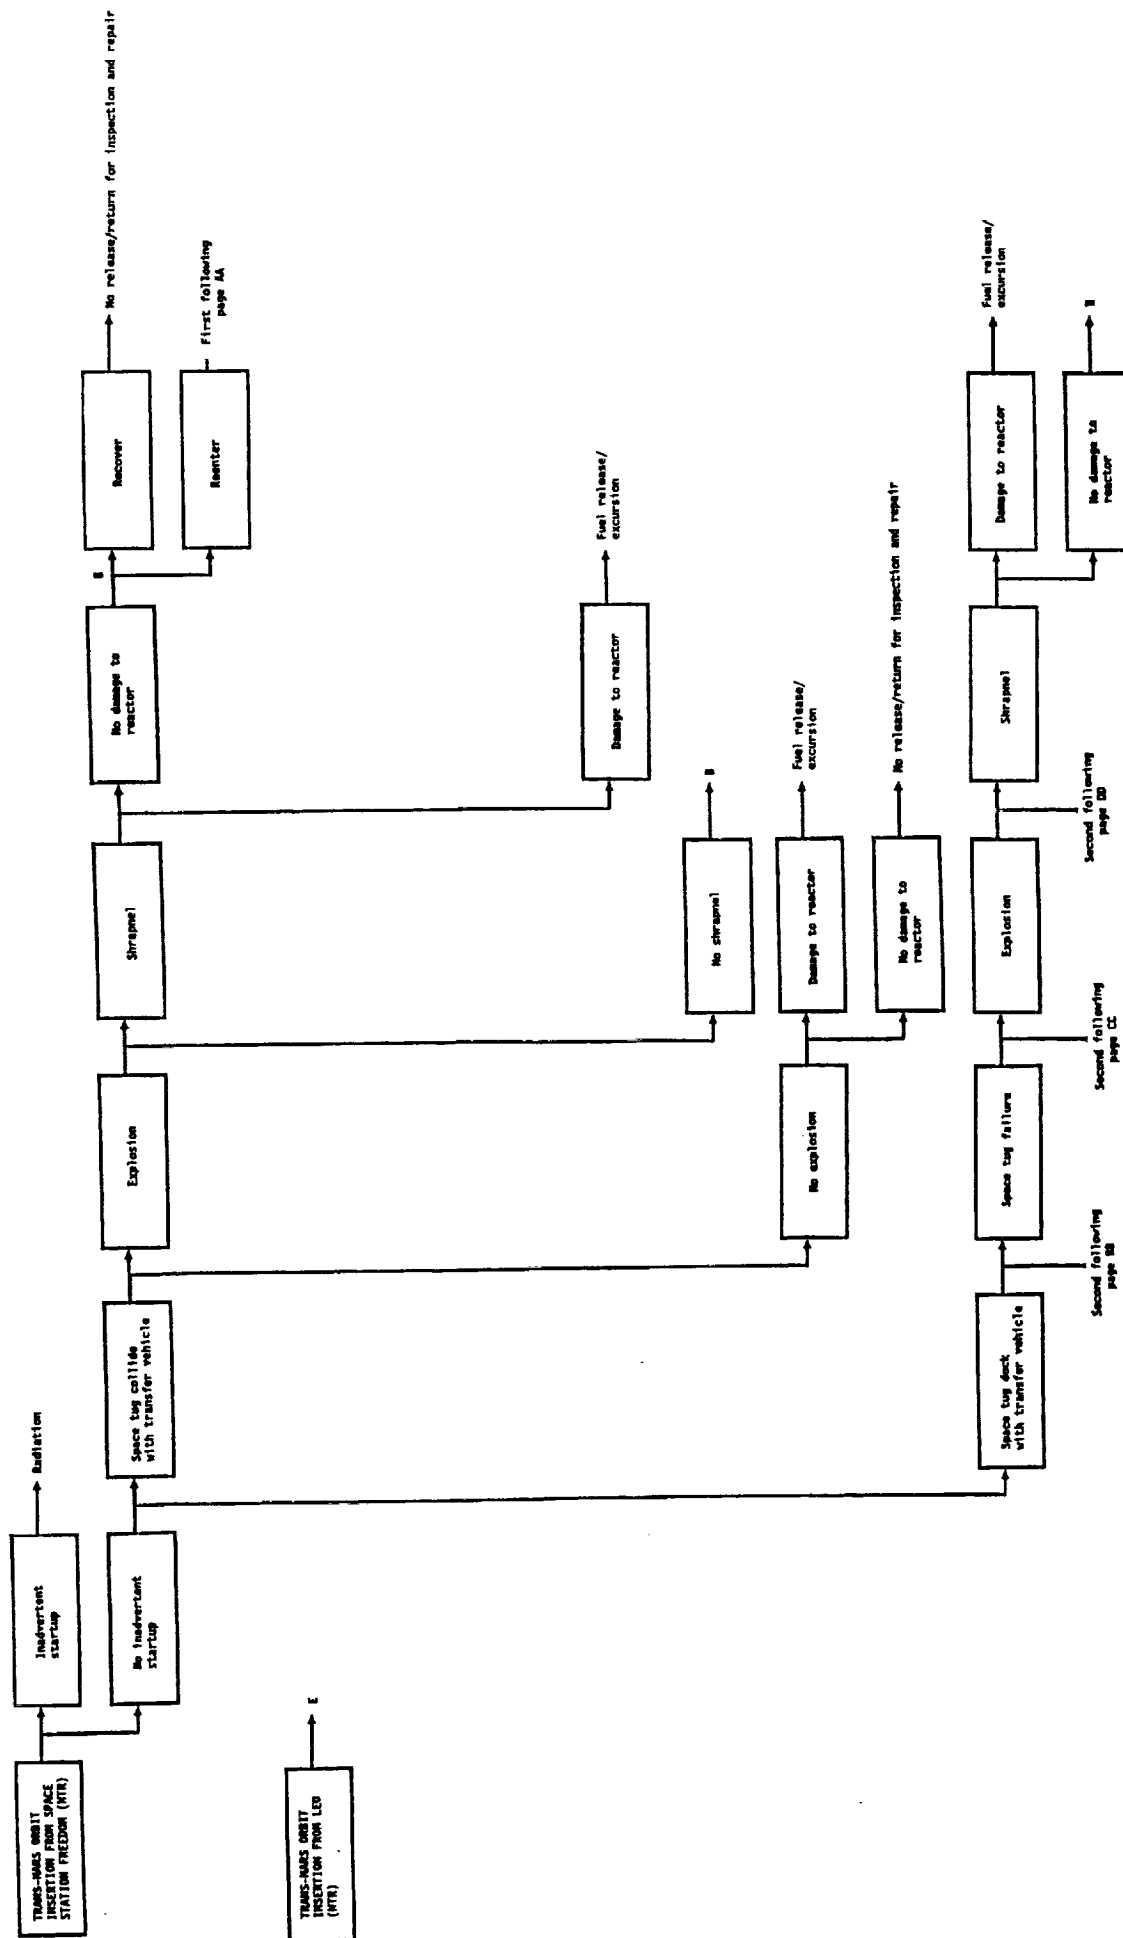 TRANS-MARS ORBIT
INSERTION FROM SPACE
STATION FREEDOM (NTR)
Inadvertent
startup
Radiation
No inadvertent
startup
Space tug collide
with transfer vehicle
Explosion
Shrapnel
No damage to
reactor
B
Recover
No release/return for inspection and repair
Reenter
First following
page AA
Damage to reactor
Fuel release/
excursion
No shrapnel
B
No explosion
Damage to reactor
Fuel release/
excursion
No damage to
reactor
No release/return for inspection and repair
Space tug dock
with transfer vehicle
Second following
page BB
Space tug failure
Second following
page CC
Explosion
Second following
page DD
Shrapnel
Damage to reactor
Fuel release/
excursion
No damage to
reactor
B
TRANS-MARS ORBIT
INSERTION FROM LEO
(NTR)
E